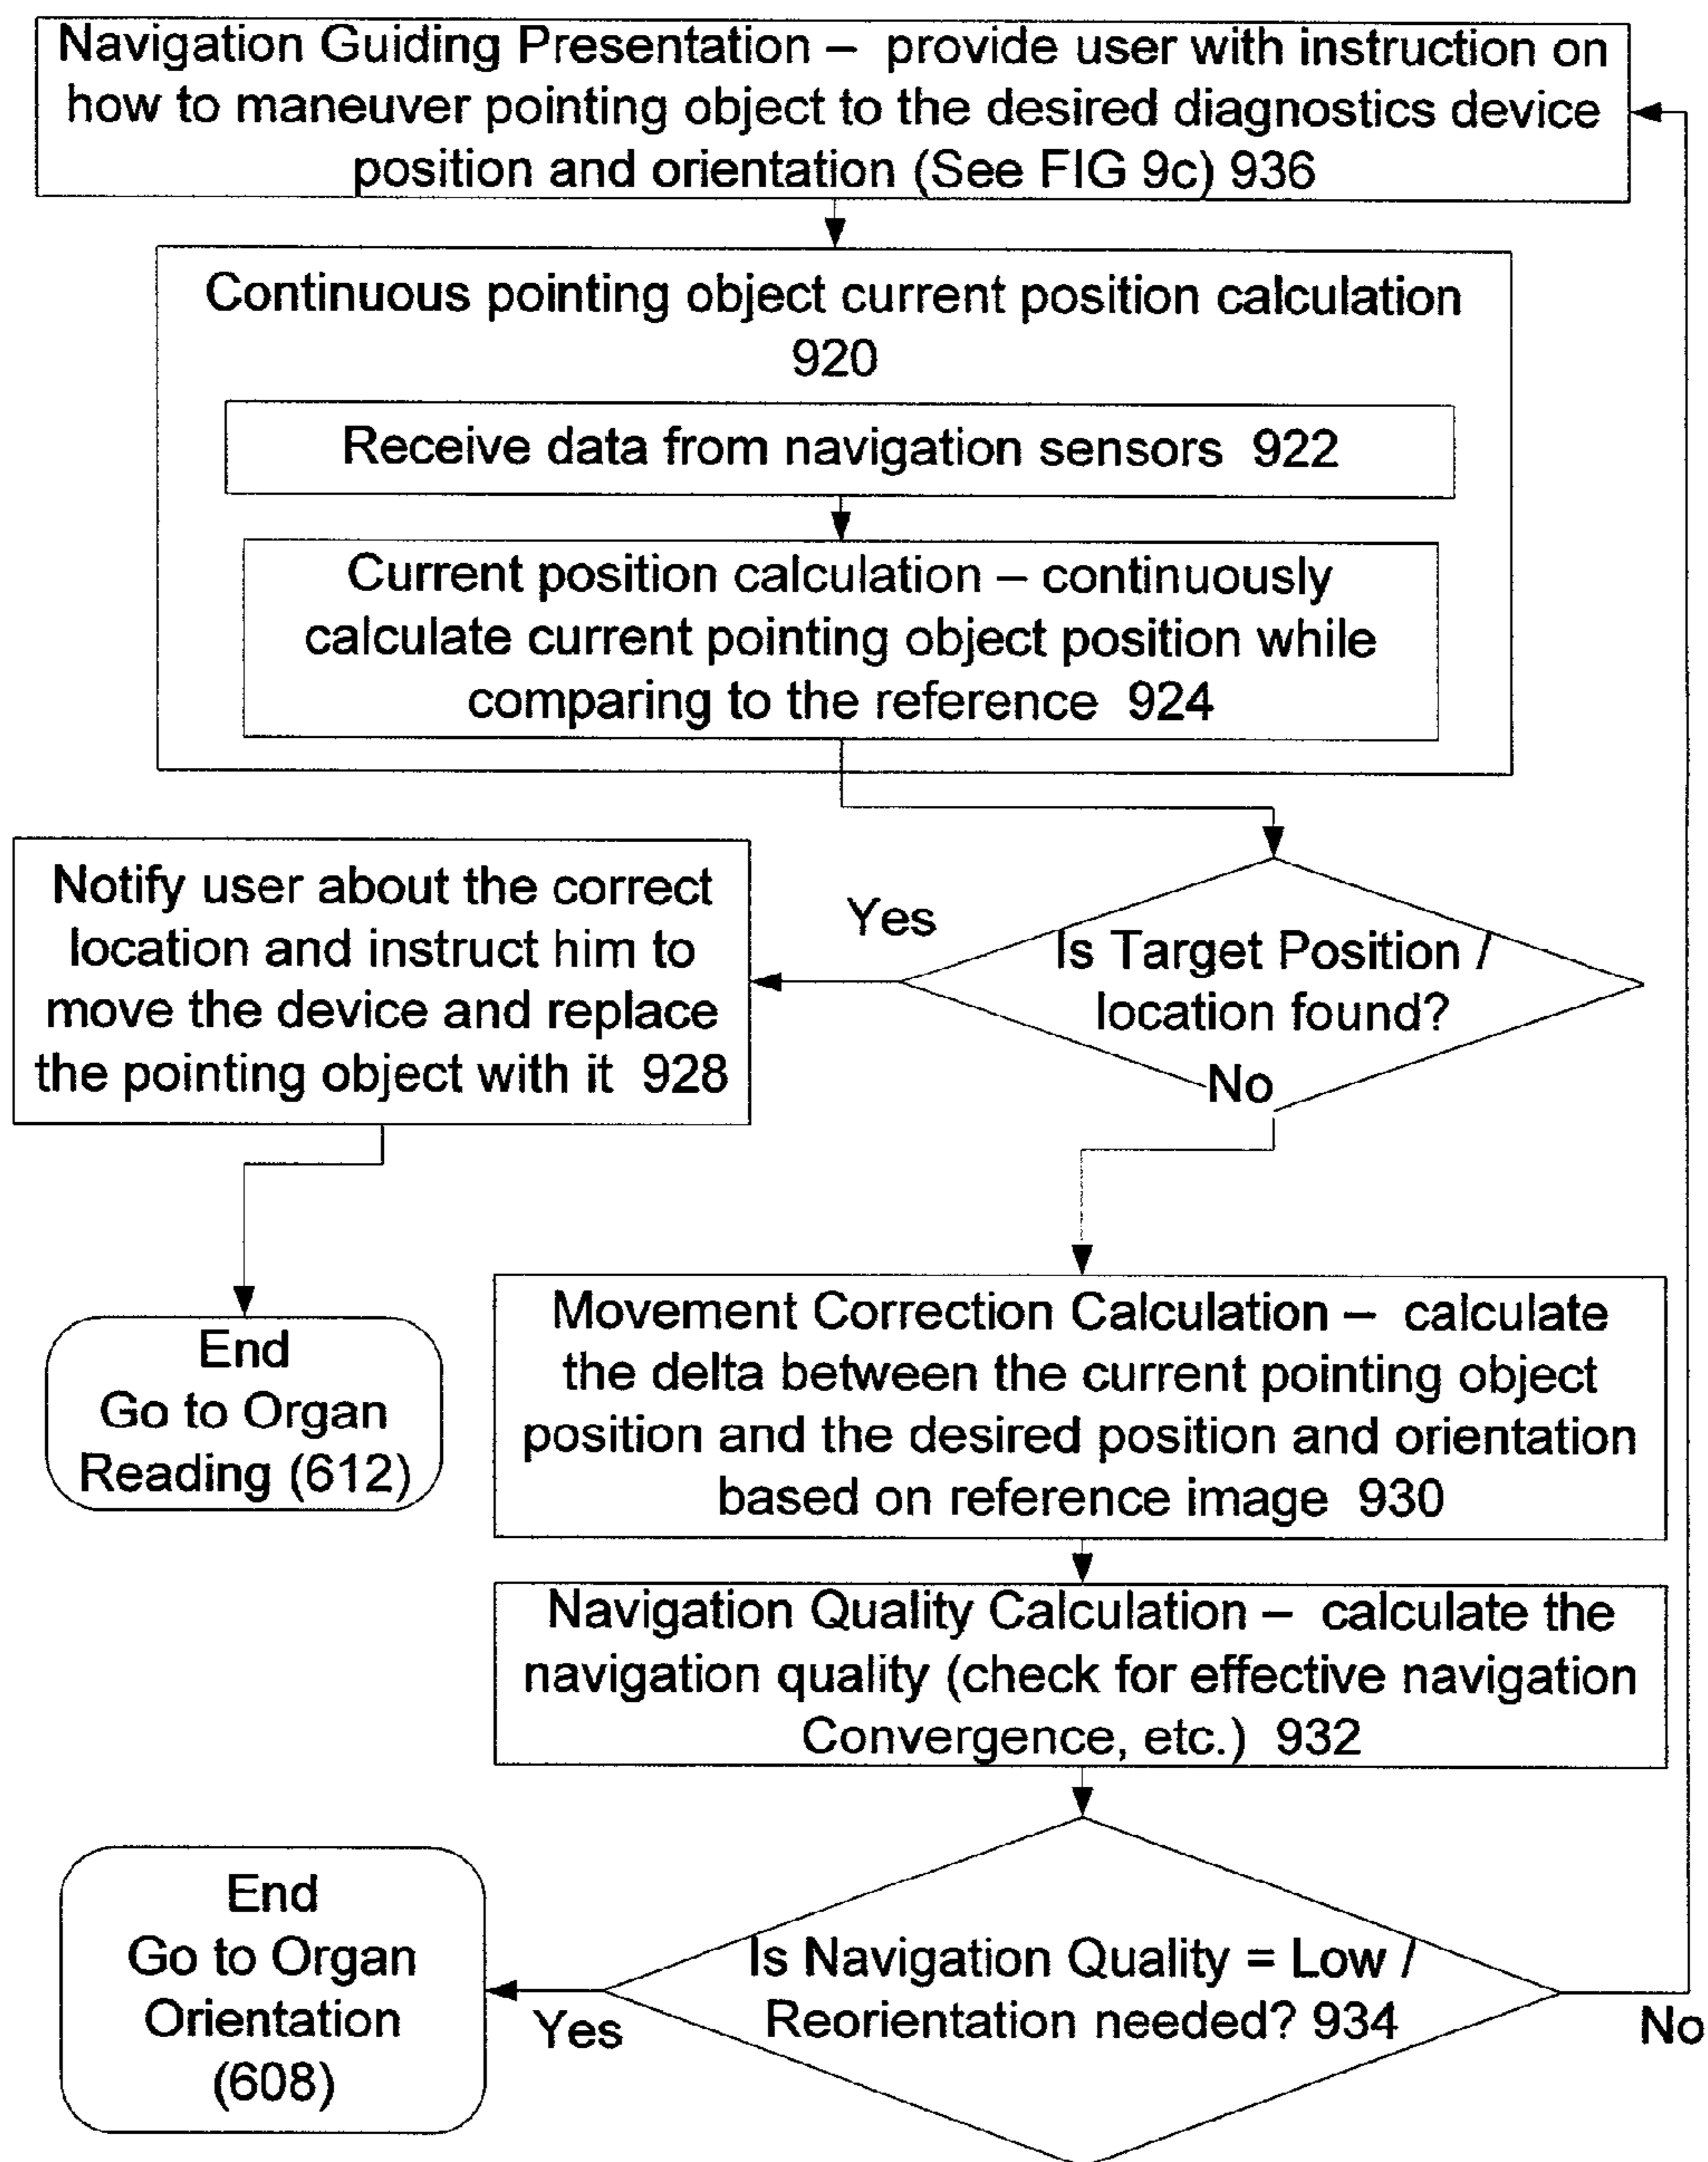 Navigation Guiding Presentation – provide user with instruction on
how to maneuver pointing object to the desired diagnostics device
position and orientation (See FIG 9c) 936
Continuous pointing object current position calculation
920
Receive data from navigation sensors 922
Current position calculation – continuously
calculate current pointing object position while
comparing to the reference 924
Is Target Position /
location found?
Yes
No
Notify user about the correct
location and instruct him to
move the device and replace
the pointing object with it 928
End
Go to Organ
Reading (612)
Movement Correction Calculation – calculate
the delta between the current pointing object
position and the desired position and orientation
based on reference image 930
Navigation Quality Calculation – calculate the
navigation quality (check for effective navigation
Convergence, etc.) 932
Is Navigation Quality = Low /
Reorientation needed? 934
Yes
No
End
Go to Organ
Orientation
(608)